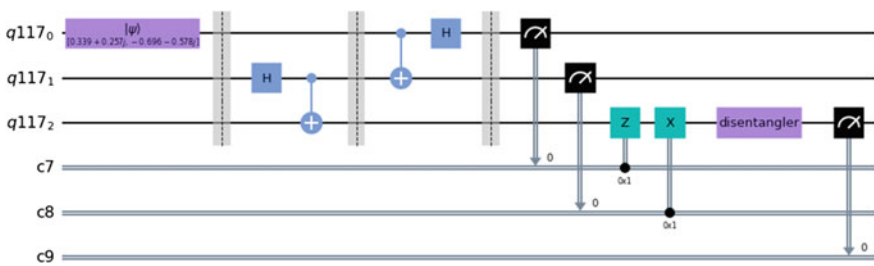 q117₀ |ψ⟩ H
[0.339 + 0.257j, −0.696 − 0.578j]
q117₁ H
q117₂ Z X disentangler
c7 0 0x1
c8 0 0x1
c9 0